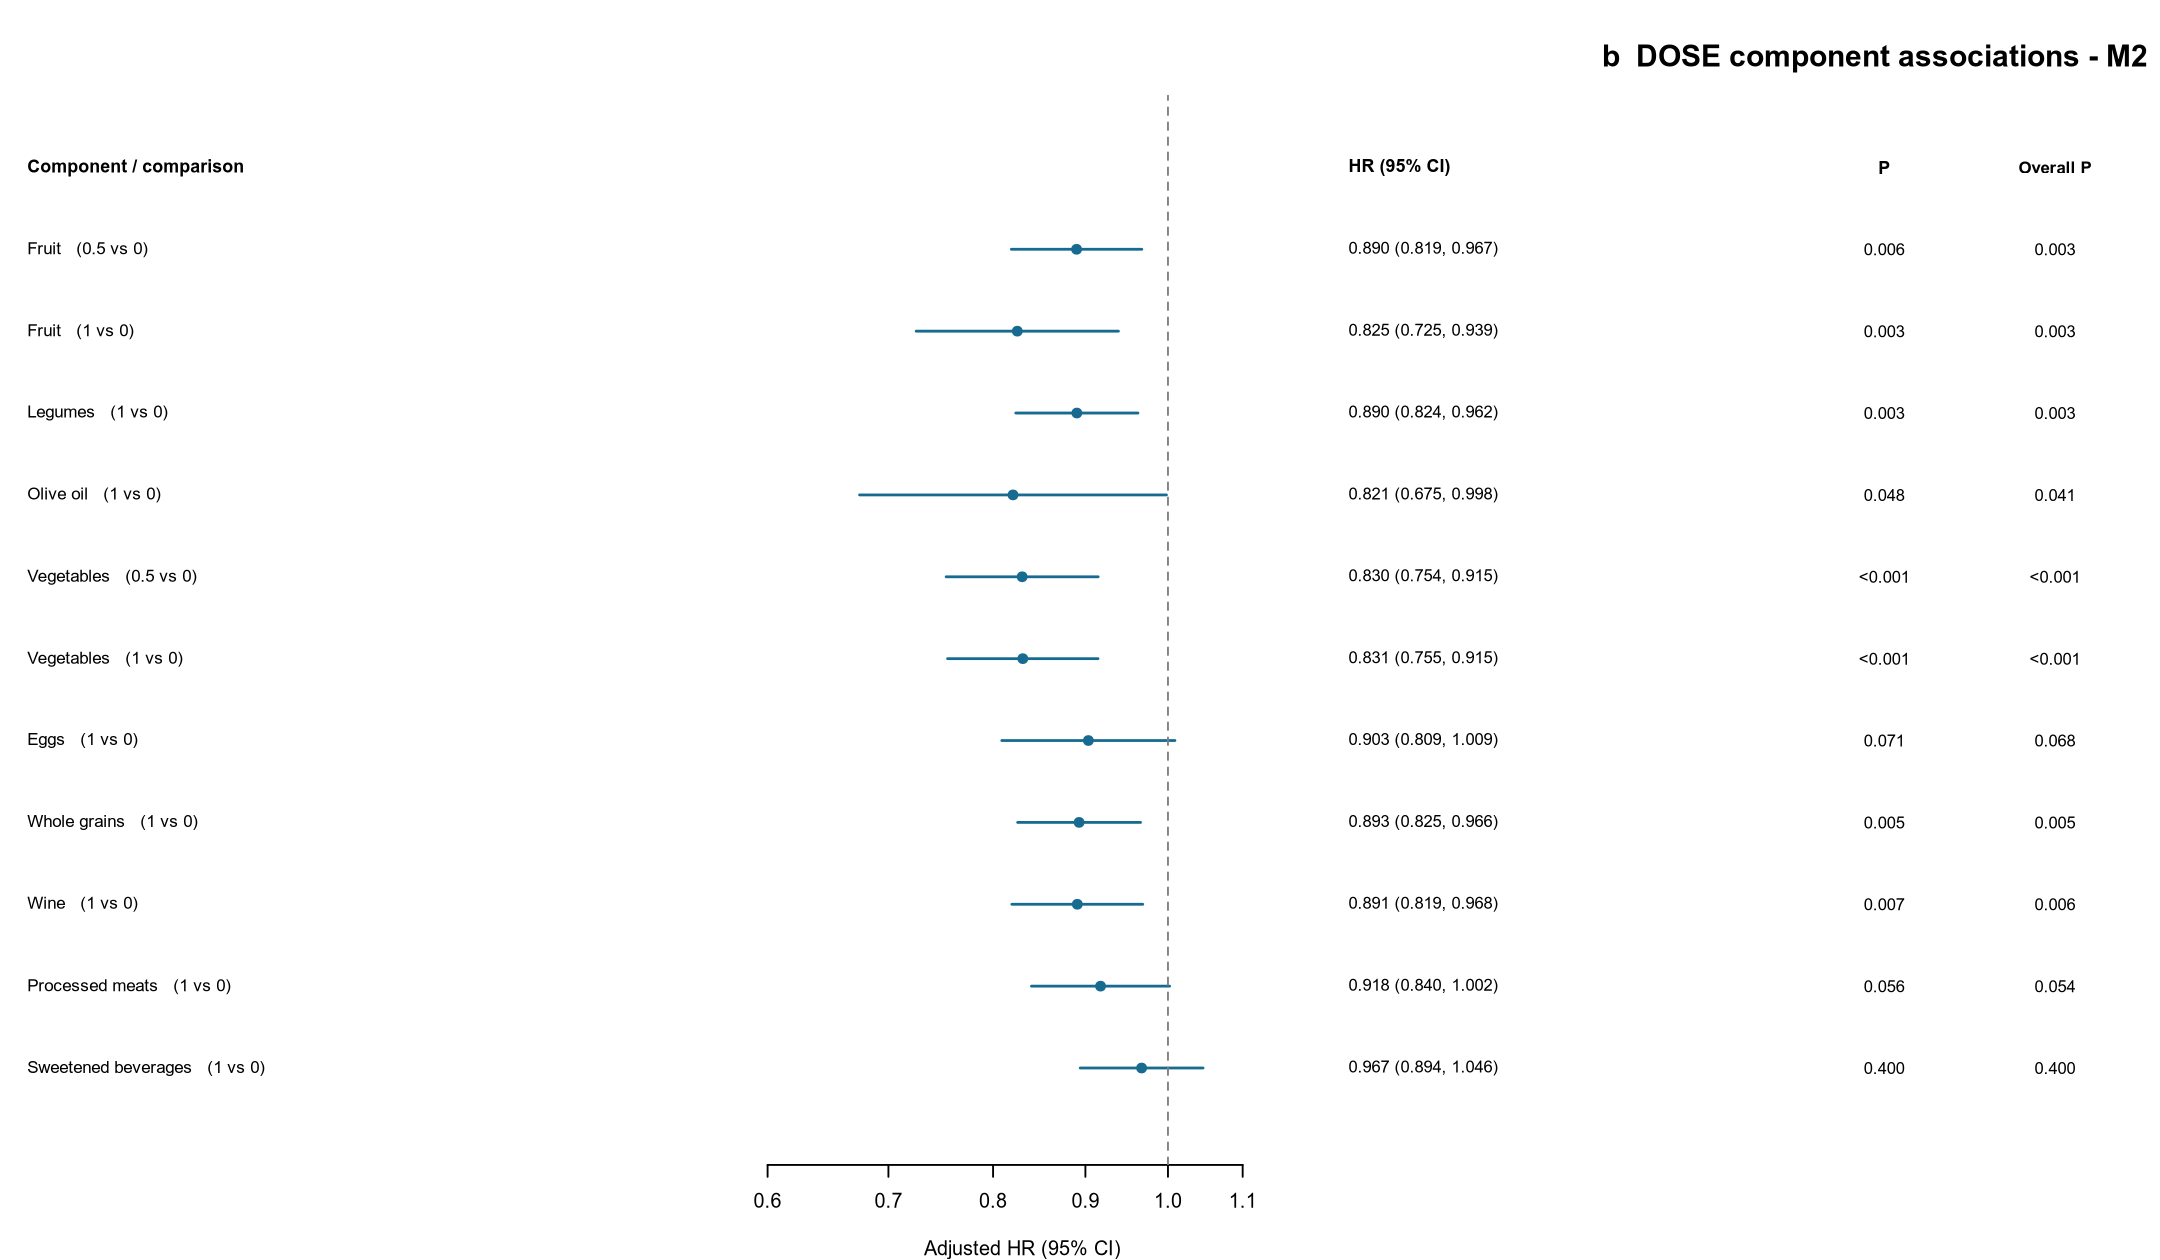 b DOSE component associations - M2
Component / comparison HR (95% CI) P Overall P
Fruit (0.5 vs 0) 0.890 (0.819, 0.967) 0.006 0.003
Fruit (1 vs 0) 0.825 (0.725, 0.939) 0.003 0.003
Legumes (1 vs 0) 0.890 (0.824, 0.962) 0.003 0.003
Olive oil (1 vs 0) 0.821 (0.675, 0.998) 0.048 0.041
Vegetables (0.5 vs 0) 0.830 (0.754, 0.915) <0.001 <0.001
Vegetables (1 vs 0) 0.831 (0.755, 0.915) <0.001 <0.001
Eggs (1 vs 0) 0.903 (0.809, 1.009) 0.071 0.068
Whole grains (1 vs 0) 0.893 (0.825, 0.966) 0.005 0.005
Wine (1 vs 0) 0.891 (0.819, 0.968) 0.007 0.006
Processed meats (1 vs 0) 0.918 (0.840, 1.002) 0.056 0.054
Sweetened beverages (1 vs 0) 0.967 (0.894, 1.046) 0.400 0.400
0.6 0.7 0.8 0.9 1.0 1.1
Adjusted HR (95% CI)